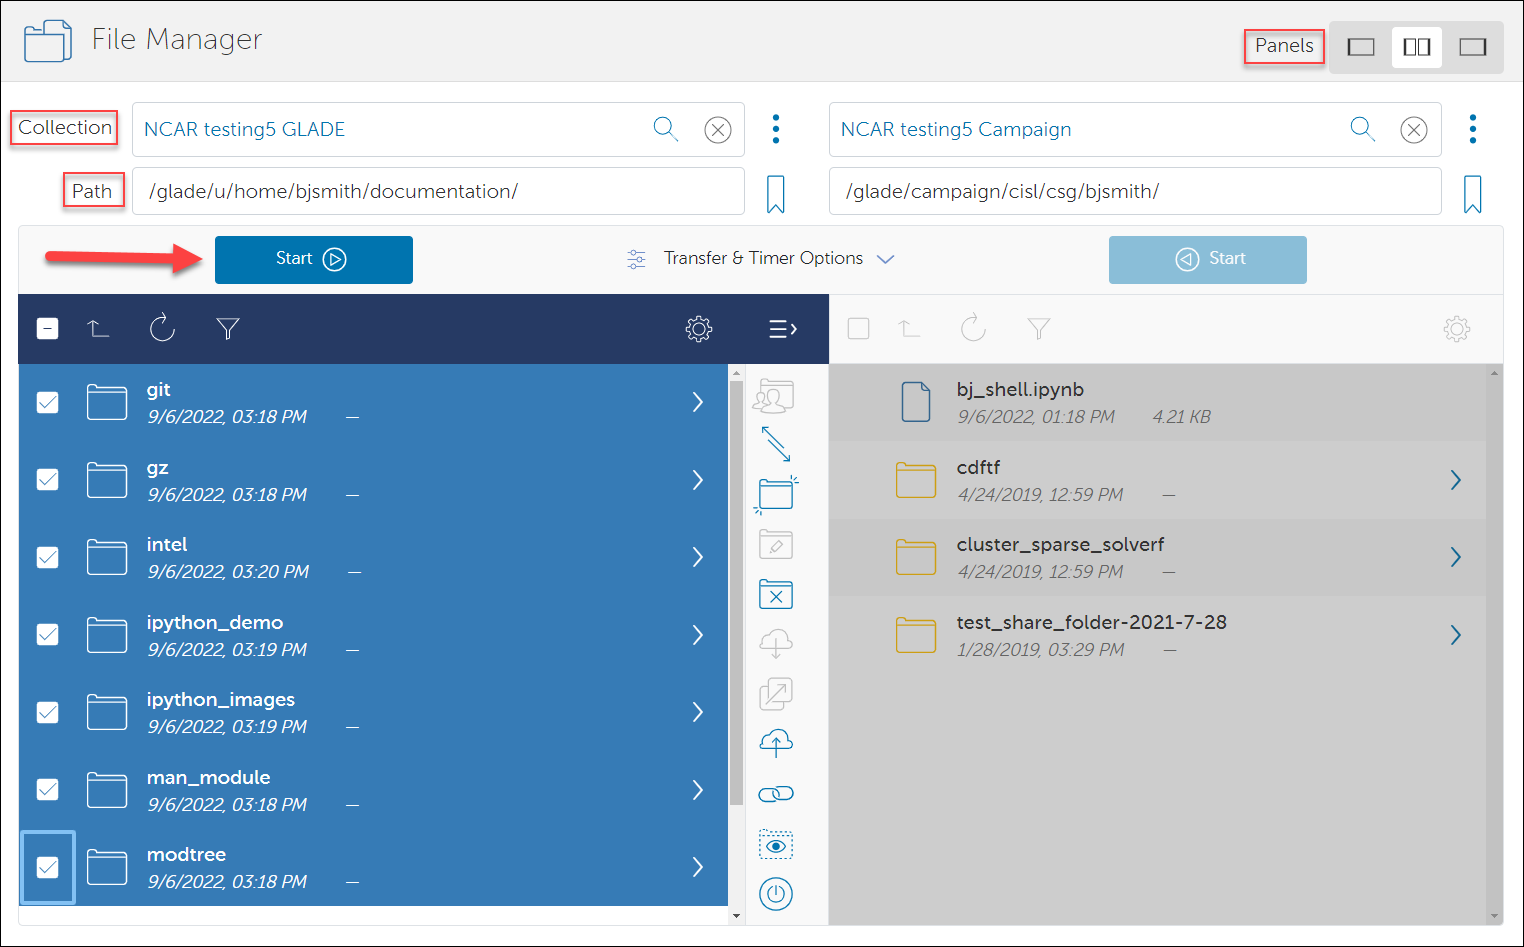 File Manager
Panels
Collection
NCAR testing5 GLADE
NCAR testing5 Campaign
Path
/glade/u/home/bjsmith/documentation/
/glade/campaign/cisl/csg/bjsmith/
Start
Transfer & Timer Options
Start
git
9/6/2022, 03:18 PM —
gz
9/6/2022, 03:18 PM —
intel
9/6/2022, 03:20 PM —
ipython_demo
9/6/2022, 03:19 PM —
ipython_images
9/6/2022, 03:19 PM —
man_module
9/6/2022, 03:18 PM —
modtree
9/6/2022, 03:18 PM —
bj_shell.ipynb
9/6/2022, 01:18 PM 4.21 KB
cdftf
4/24/2019, 12:59 PM —
cluster_sparse_solverf
4/24/2019, 12:59 PM —
test_share_folder-2021-7-28
1/28/2019, 03:29 PM —